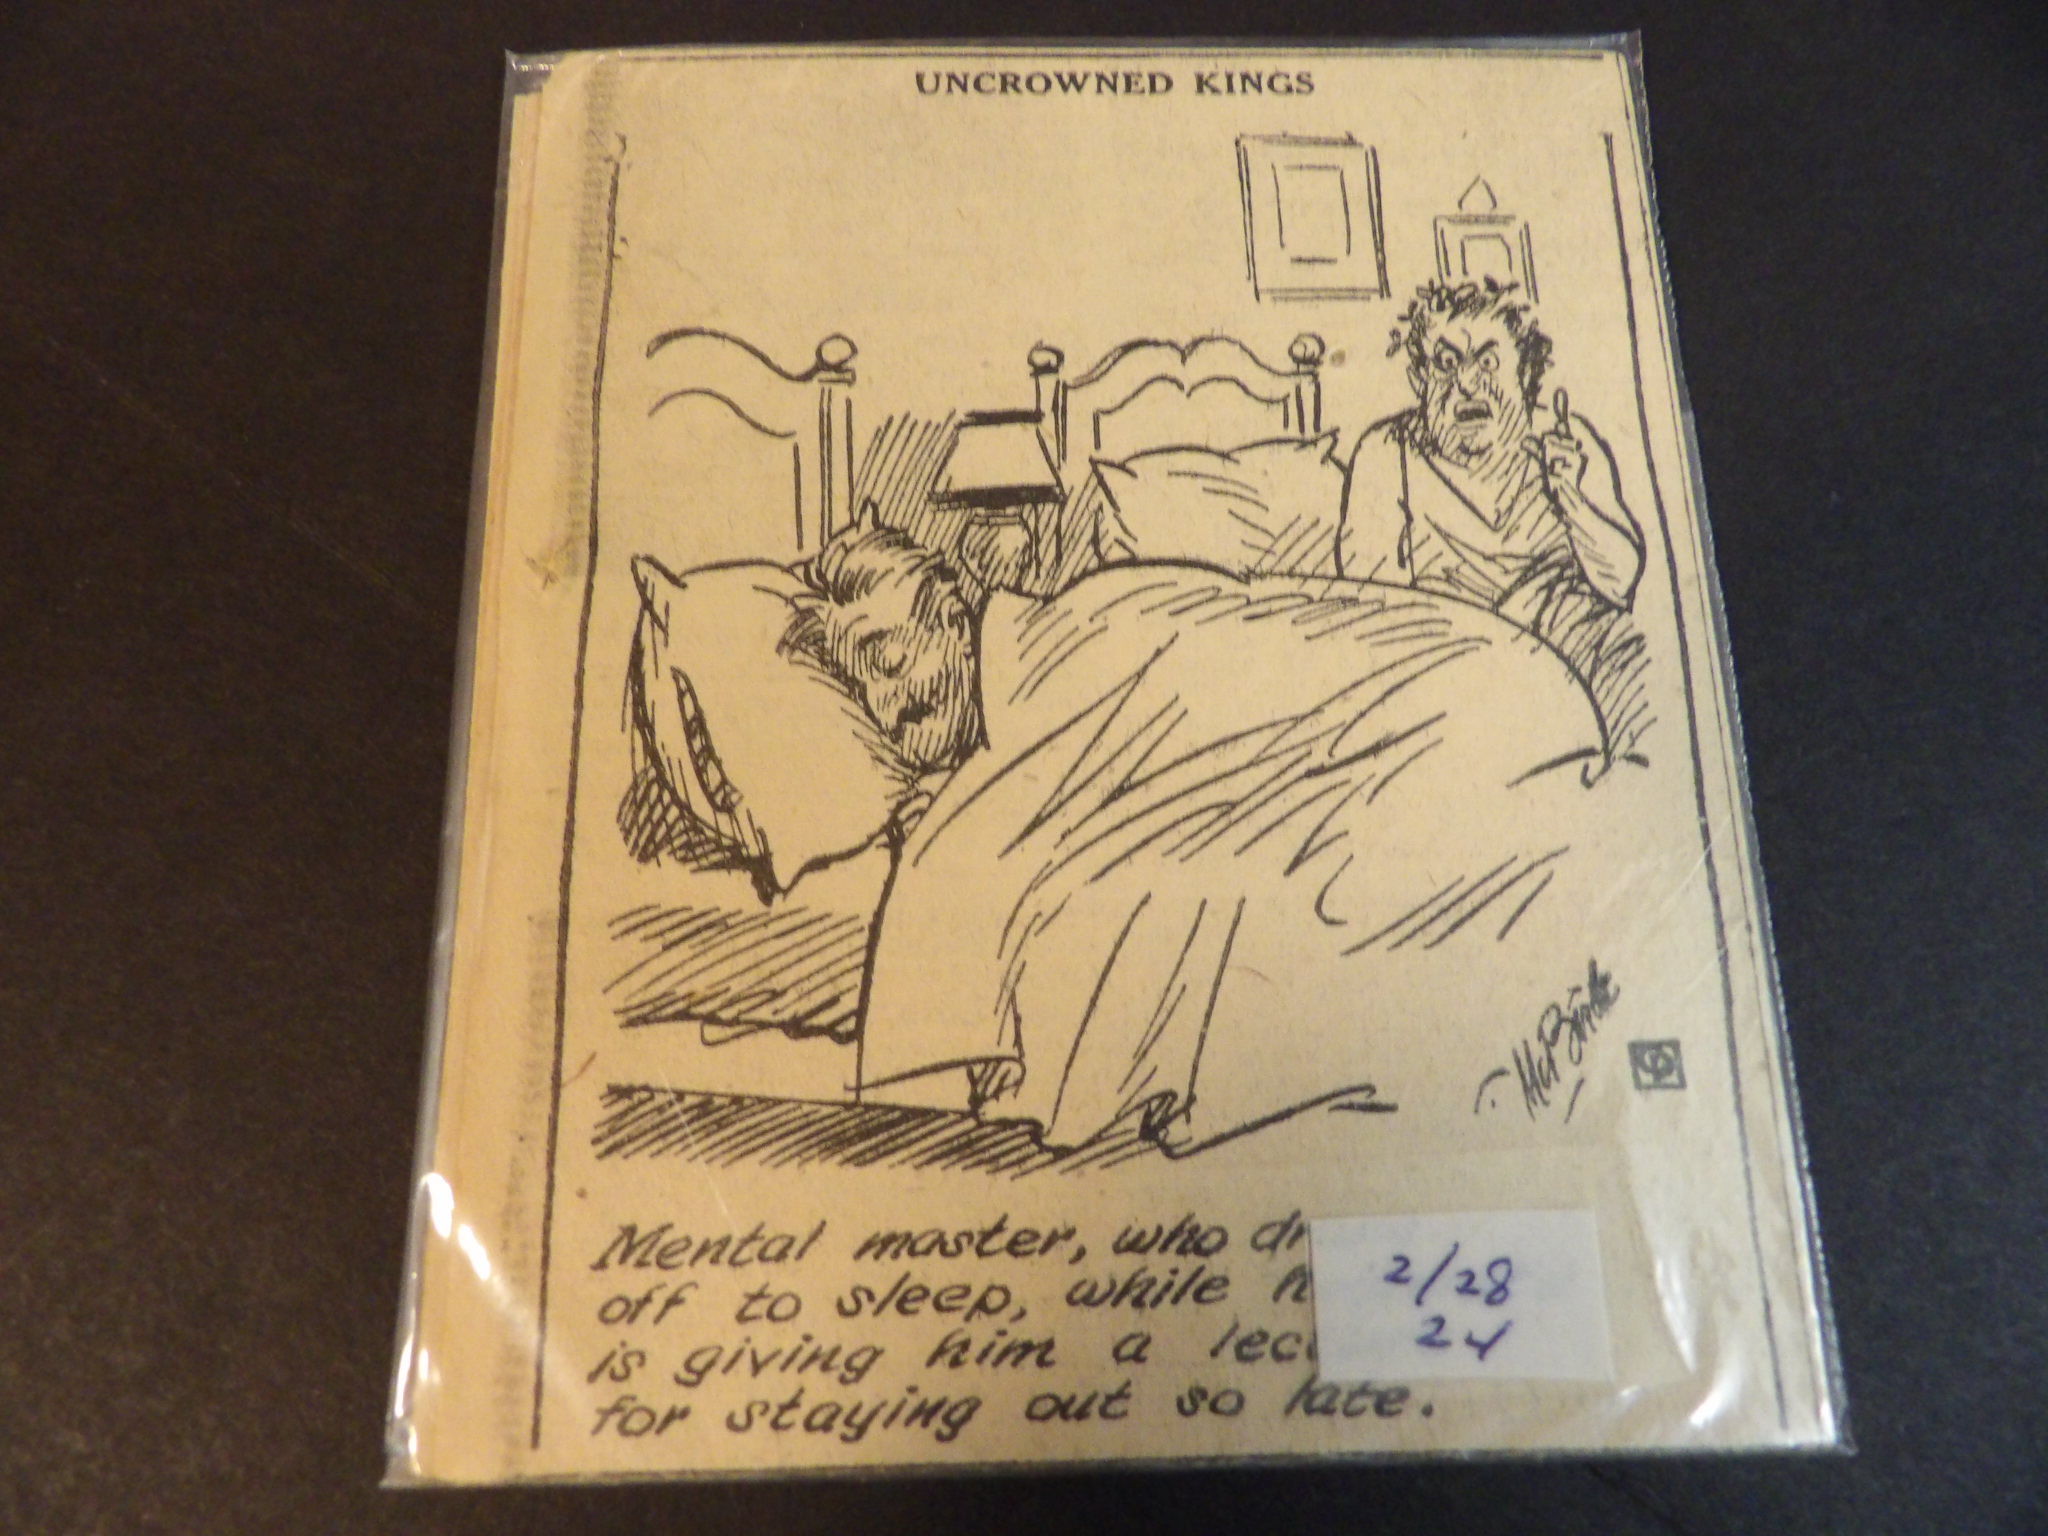 UNCROWNED KINGS
McBride
Mental master, who
off to sleep, while
is giving him a
for staying out so late.
2/28
24